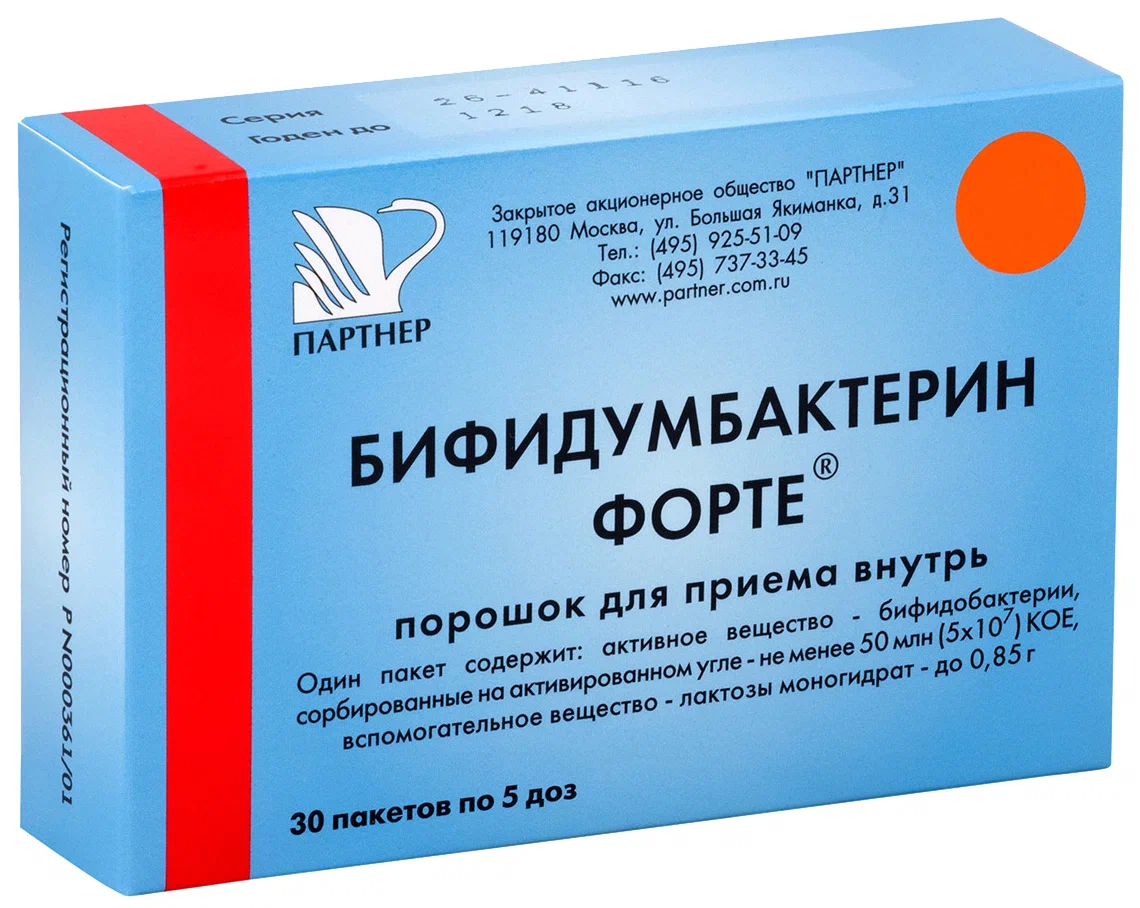 Серия 26-41116
Годен до 1218
Регистрационный номер Р N000361/01
ПАРТНЕР
Закрытое акционерное общество "ПАРТНЕР"
119180 Москва, ул. Большая Якиманка, д.31
Тел.: (495) 925-51-09
Факс: (495) 737-33-45
www.partner.com.ru
БИФИДУМБАКТЕРИН
ФОРТЕ®
порошок для приема внутрь
Один пакет содержит: активное вещество - бифидобактерии,
сорбированные на активированном угле - не менее 50 млн (5х10⁷) КОЕ,
вспомогательное вещество - лактозы моногидрат - до 0,85 г
30 пакетов по 5 доз